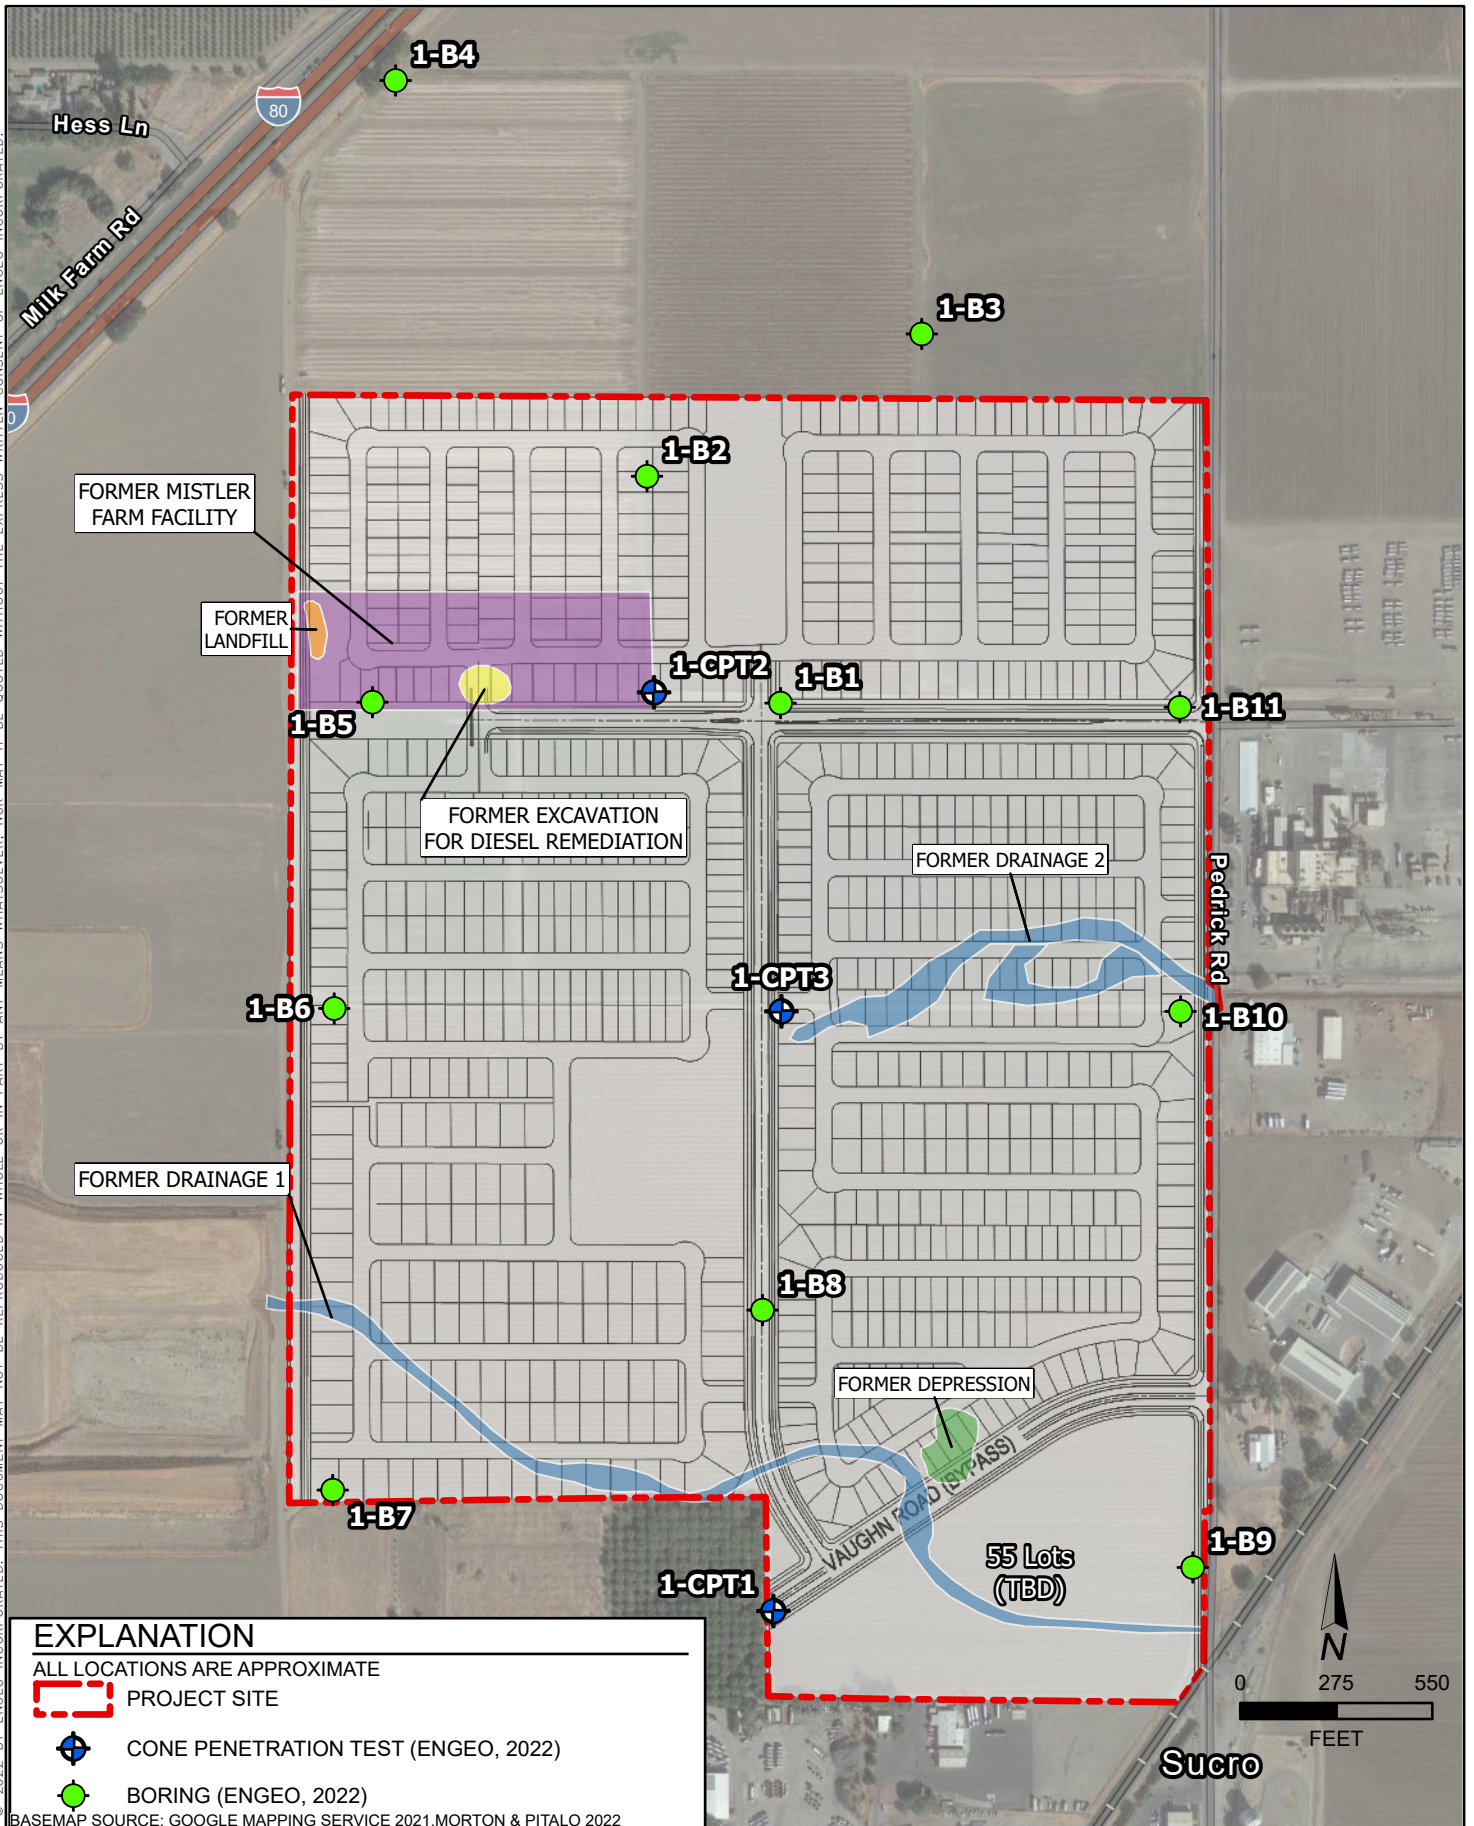 1-B4
80
Hess Ln
Milk Farm Rd
1-B3
1-B2
FORMER MISTLER
FARM FACILITY
FORMER
LANDFILL
1-CPT2
1-B1
1-B11
1-B5
FORMER EXCAVATION
FOR DIESEL REMEDIATION
FORMER DRAINAGE 2
Pedrick Rd
1-CPT3
1-B6
1-B10
FORMER DRAINAGE 1
1-B8
FORMER DEPRESSION
VAUGHN ROAD (BYPASS)
1-B7
1-B9
55 Lots
(TBD)
1-CPT1
N
0 275 550
FEET
Sucro
EXPLANATION
ALL LOCATIONS ARE APPROXIMATE
PROJECT SITE
CONE PENETRATION TEST (ENGEO, 2022)
BORING (ENGEO, 2022)
BASEMAP SOURCE: GOOGLE MAPPING SERVICE 2021,MORTON & PITALO 2022